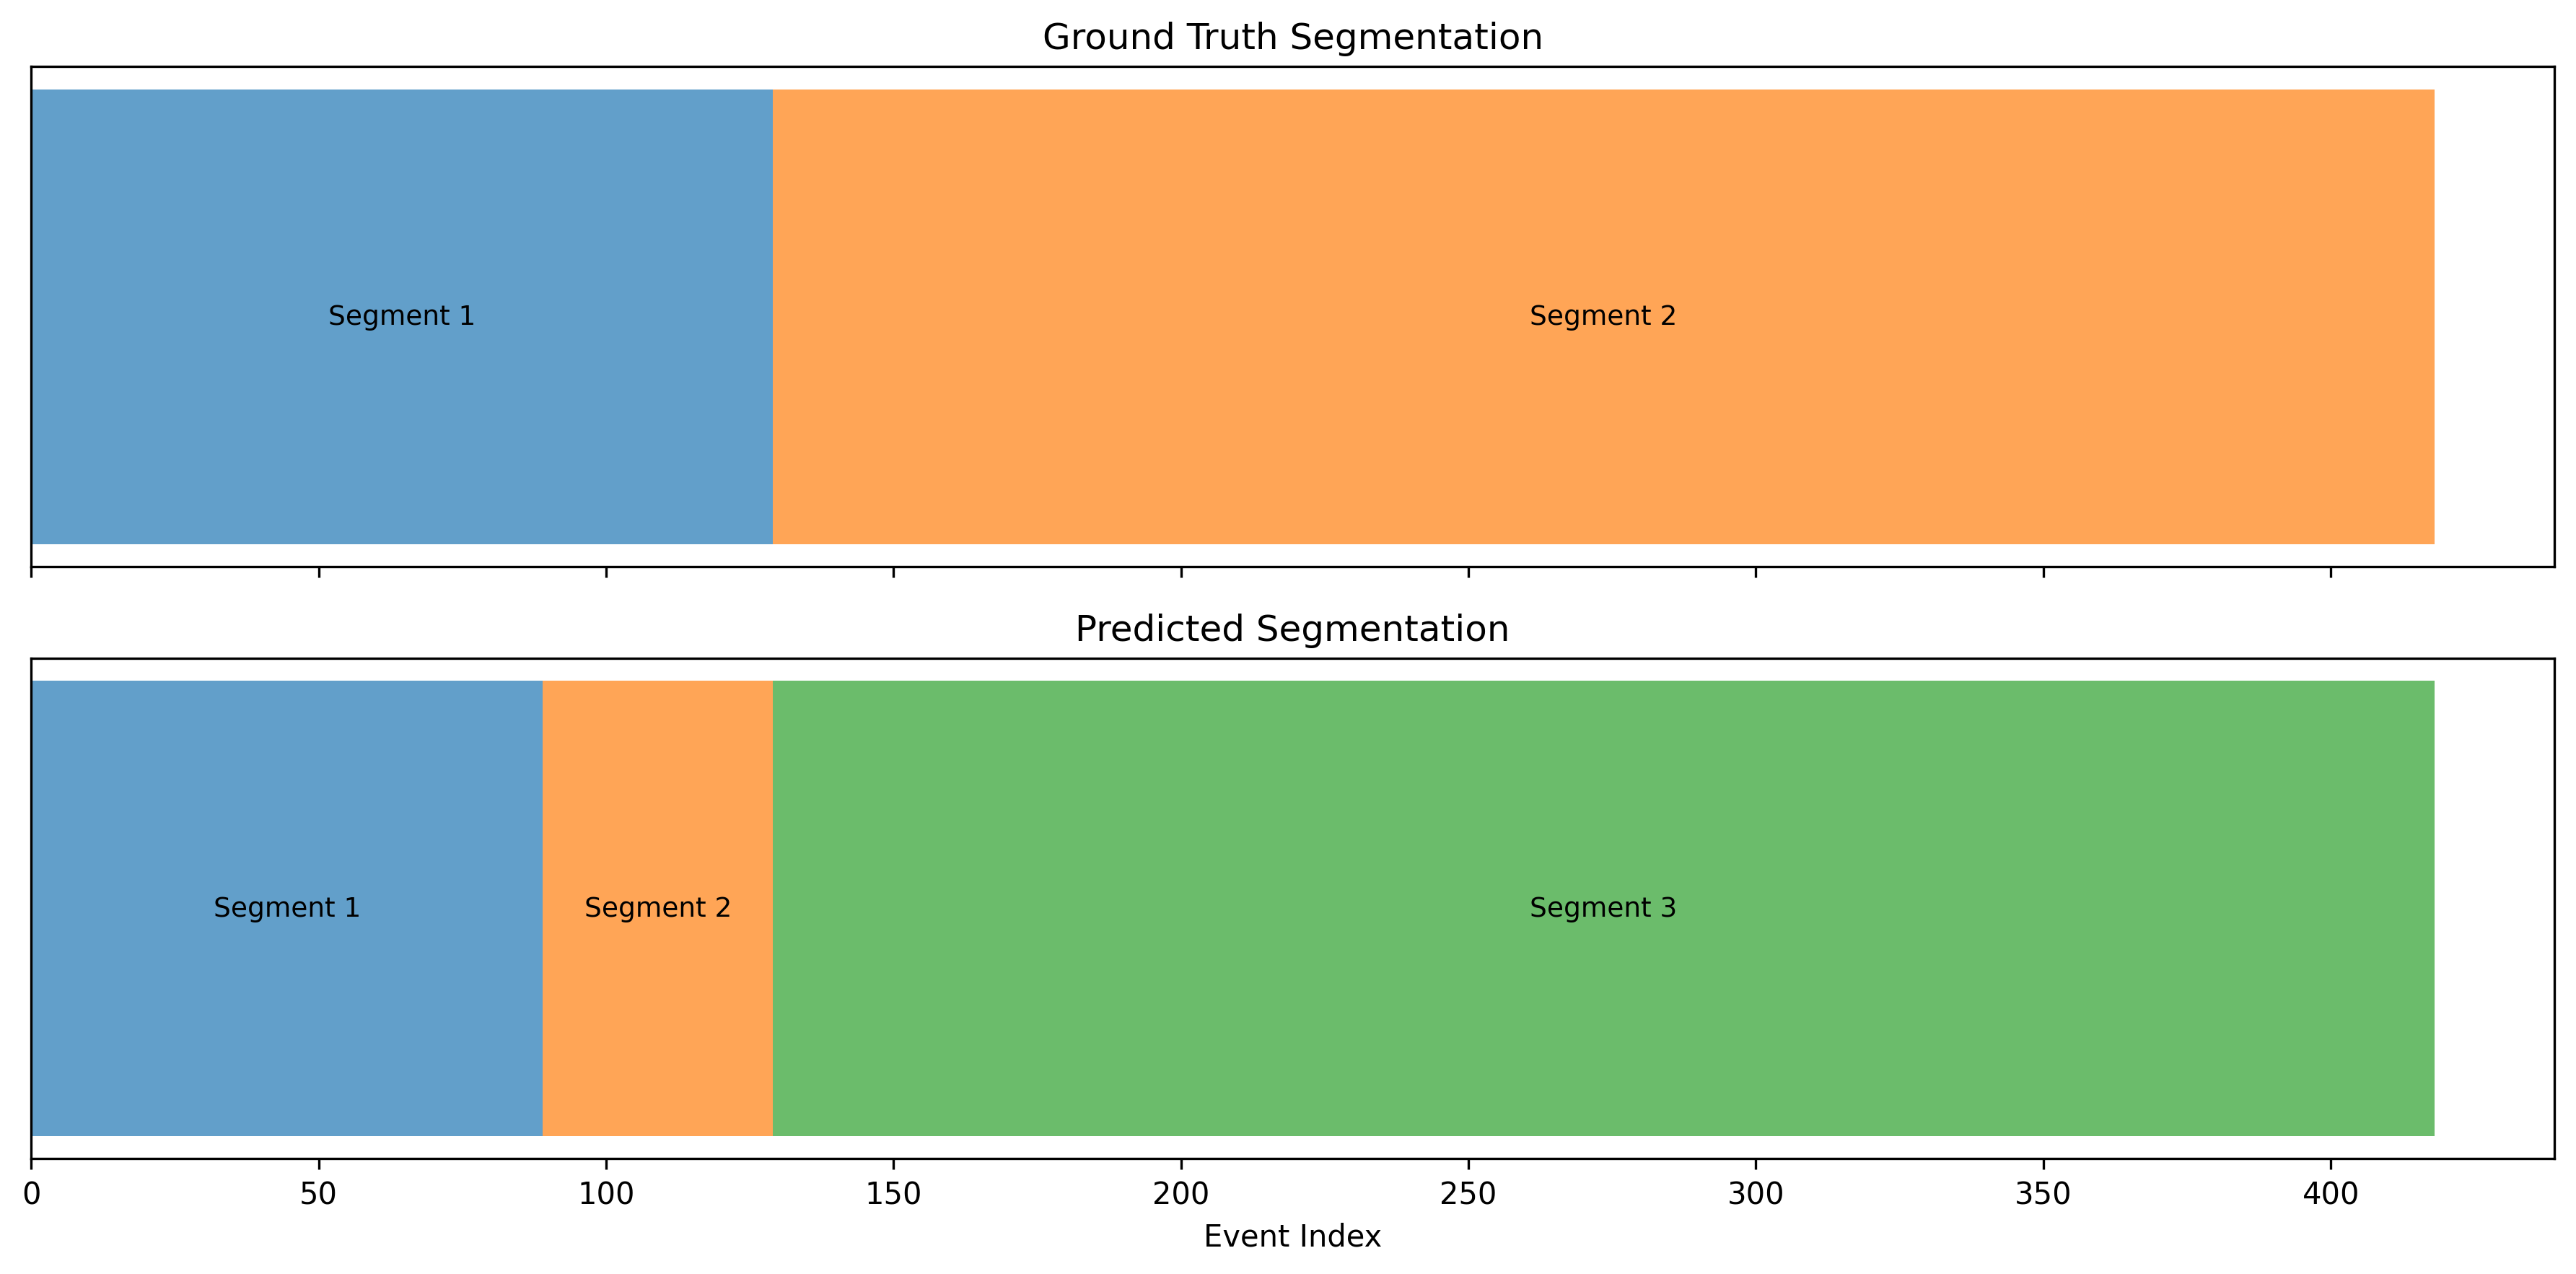 Ground Truth Segmentation
Segment 1
Segment 2
Predicted Segmentation
Segment 1
Segment 2
Segment 3
0 50 100 150 200 250 300 350 400
Event Index